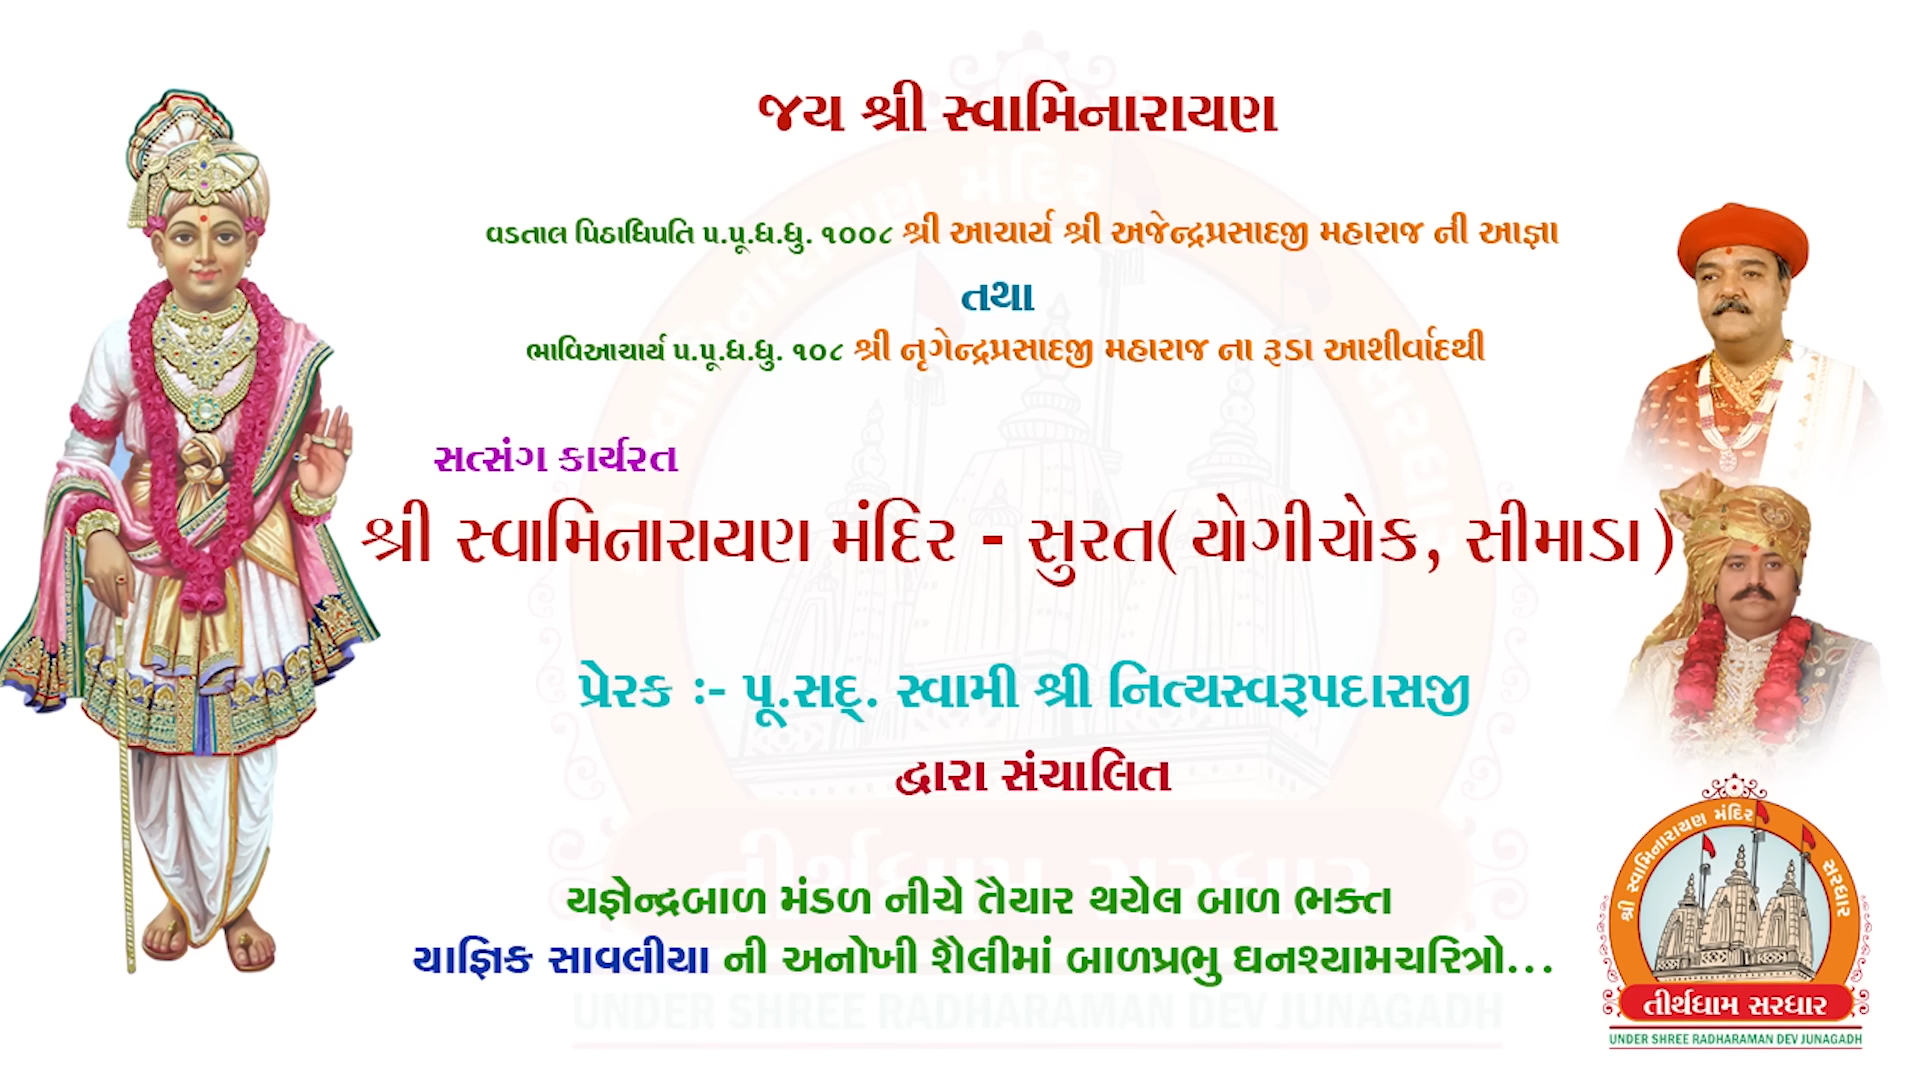 જય શ્રી સ્વામિનારાયણ
વડતાલ પિઠાધિપતિ પ.પૂ.ધ.ધુ. ૧૦૦૮ શ્રી આચાર્ય શ્રી અજેન્દ્રપ્રસાદજી મહારાજ ની આજ્ઞા
તથા
ભાવિઆચાર્ય પ.પૂ.ધ.ધુ. ૧૦૮ શ્રી નૃગેન્દ્રપ્રસાદજી મહારાજ ના રૂડા આશીર્વાદથી
સત્સંગ કાર્યરત
શ્રી સ્વામિનારાયણ મંદિર - સુરત(યોગીચોક, સીમાડા)
પ્રેરક ઃ- પૂ.સદ્. સ્વામી શ્રી નિત્યસ્વરૂપદાસજી
દ્વારા સંચાલિત
યજ્ઞેન્દ્રબાળ મંડળ નીચે તૈયાર થયેલ બાળ ભક્ત
યાજ્ઞિક સાવલીયા ની અનોખી શૈલીમાં બાળપ્રભુ ઘનશ્યામચરિત્રો...
શ્રી સ્વામિનારાયણ મંદિર સરધાર
તીર્થધામ સરધાર
UNDER SHREE RADHARAMAN DEV JUNAGADH